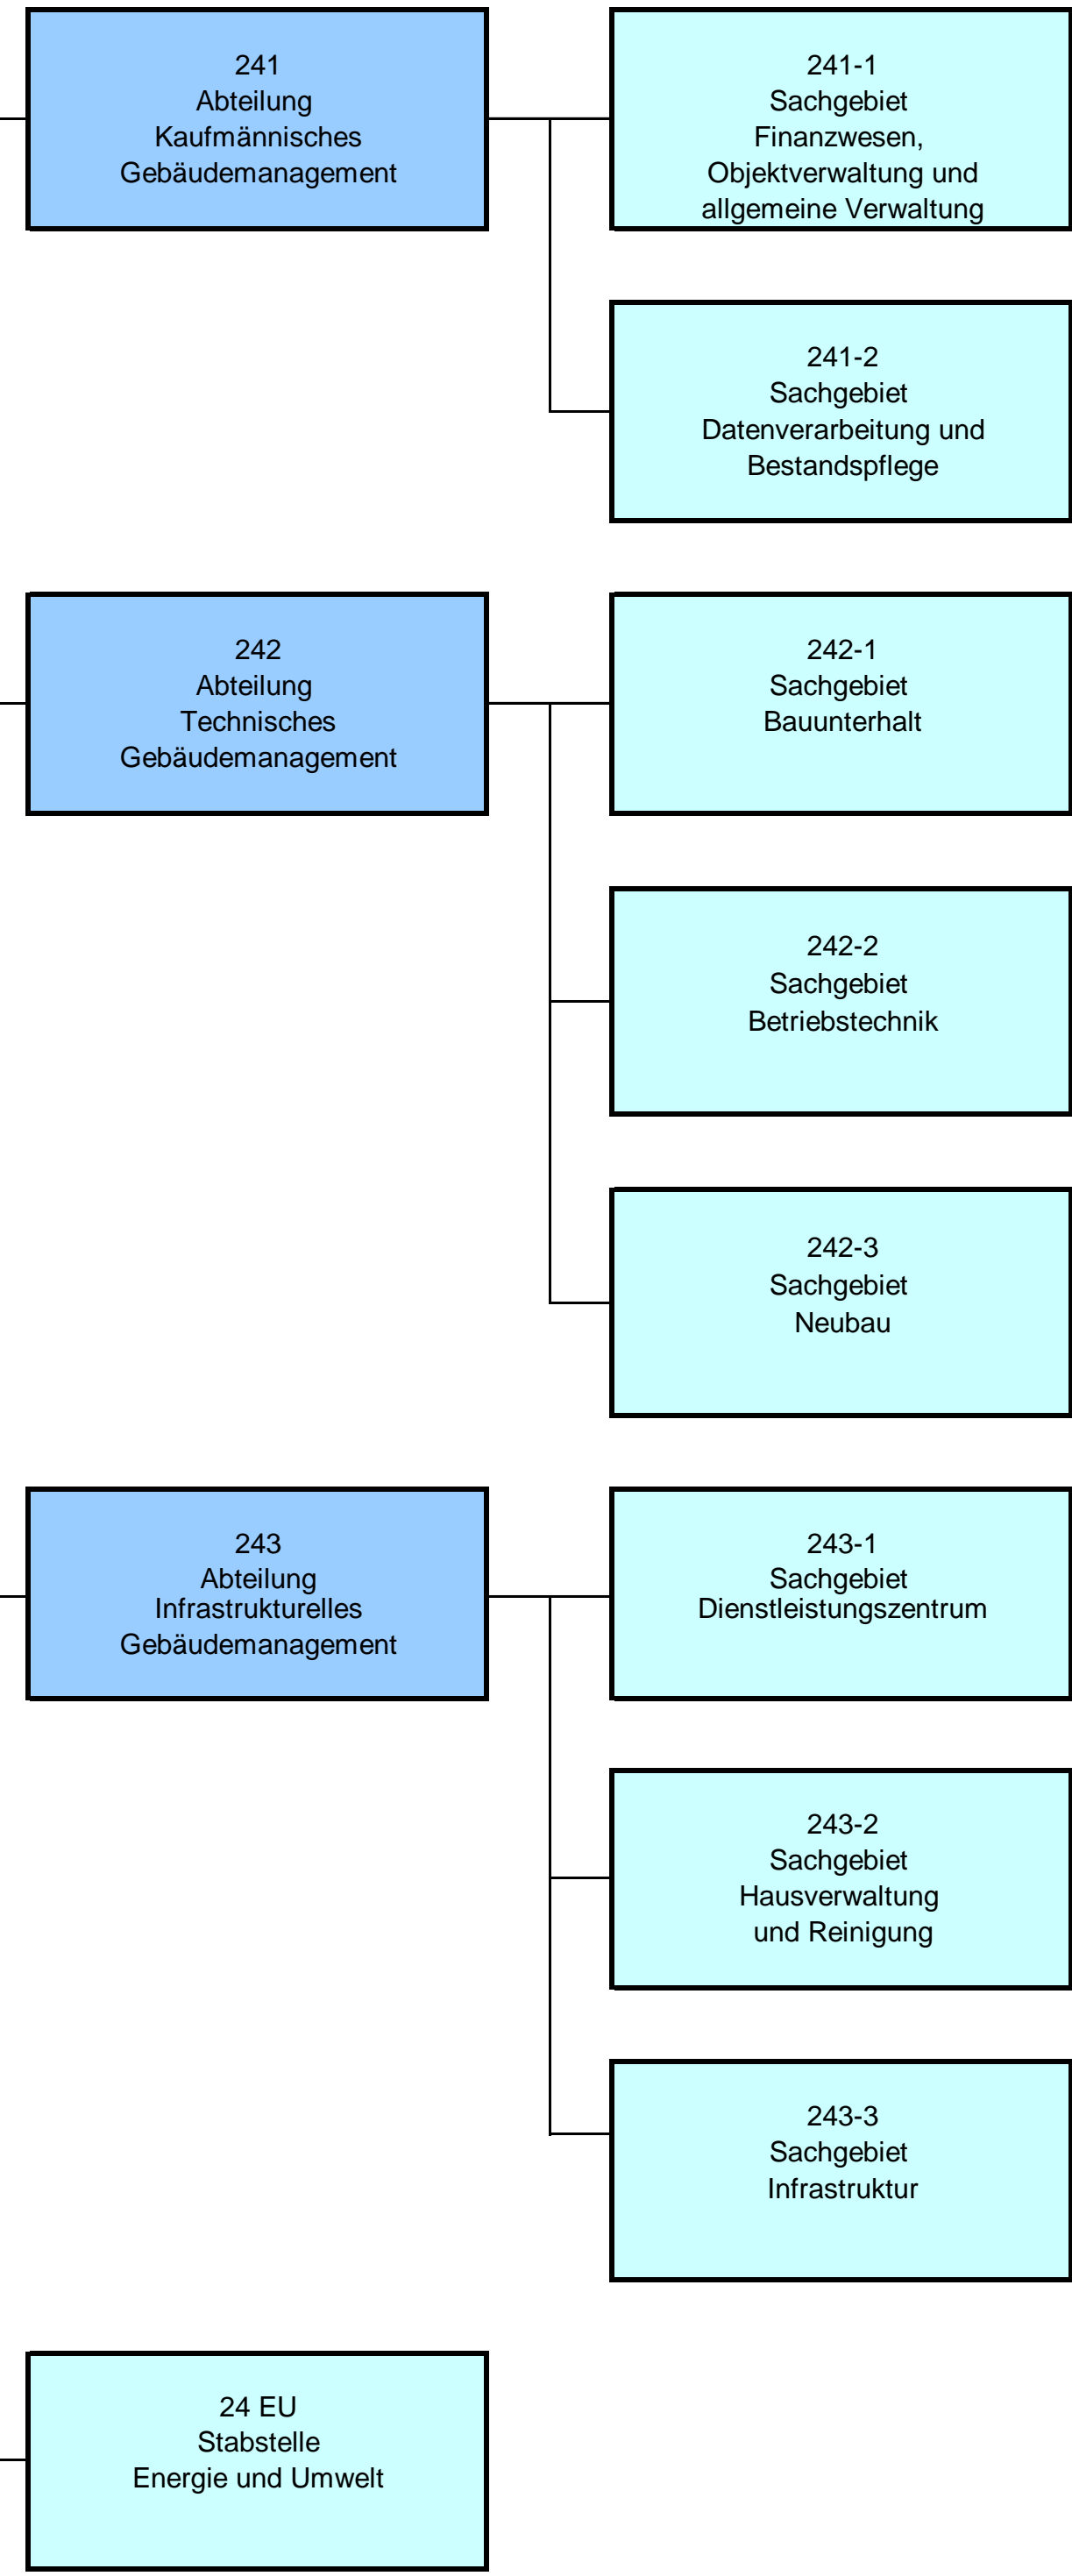 241
Abteilung
Kaufmännisches
Gebäudemanagement
241-1
Sachgebiet
Finanzwesen,
Objektverwaltung und
allgemeine Verwaltung
241-2
Sachgebiet
Datenverarbeitung und
Bestandspflege
242
Abteilung
Technisches
Gebäudemanagement
242-1
Sachgebiet
Bauunterhalt
242-2
Sachgebiet
Betriebstechnik
242-3
Sachgebiet
Neubau
243
Abteilung
Infrastrukturelles
Gebäudemanagement
243-1
Sachgebiet
Dienstleistungszentrum
243-2
Sachgebiet
Hausverwaltung
und Reinigung
243-3
Sachgebiet
Infrastruktur
24 EU
Stabstelle
Energie und Umwelt